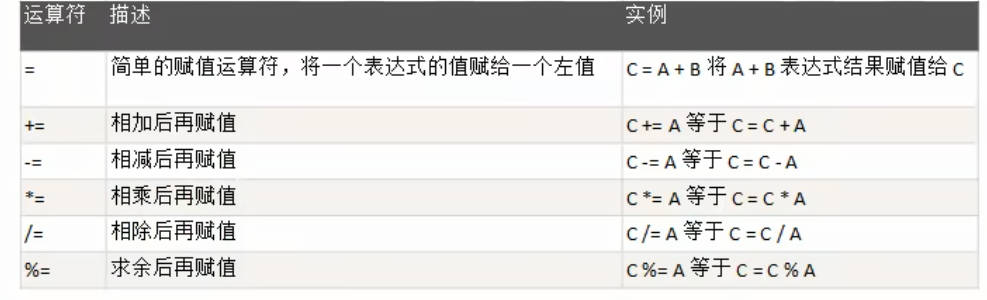 运算符 描述 实例
= 简单的赋值运算符，将一个表达式的值赋给一个左值 C = A + B 将 A + B 表达式结果赋值给 C
+= 相加后再赋值 C += A 等于 C = C + A
-= 相减后再赋值 C -= A 等于 C = C - A
*= 相乘后再赋值 C *= A 等于 C = C * A
/= 相除后再赋值 C /= A 等于 C = C / A
%= 求余后再赋值 C %= A 等于 C = C % A